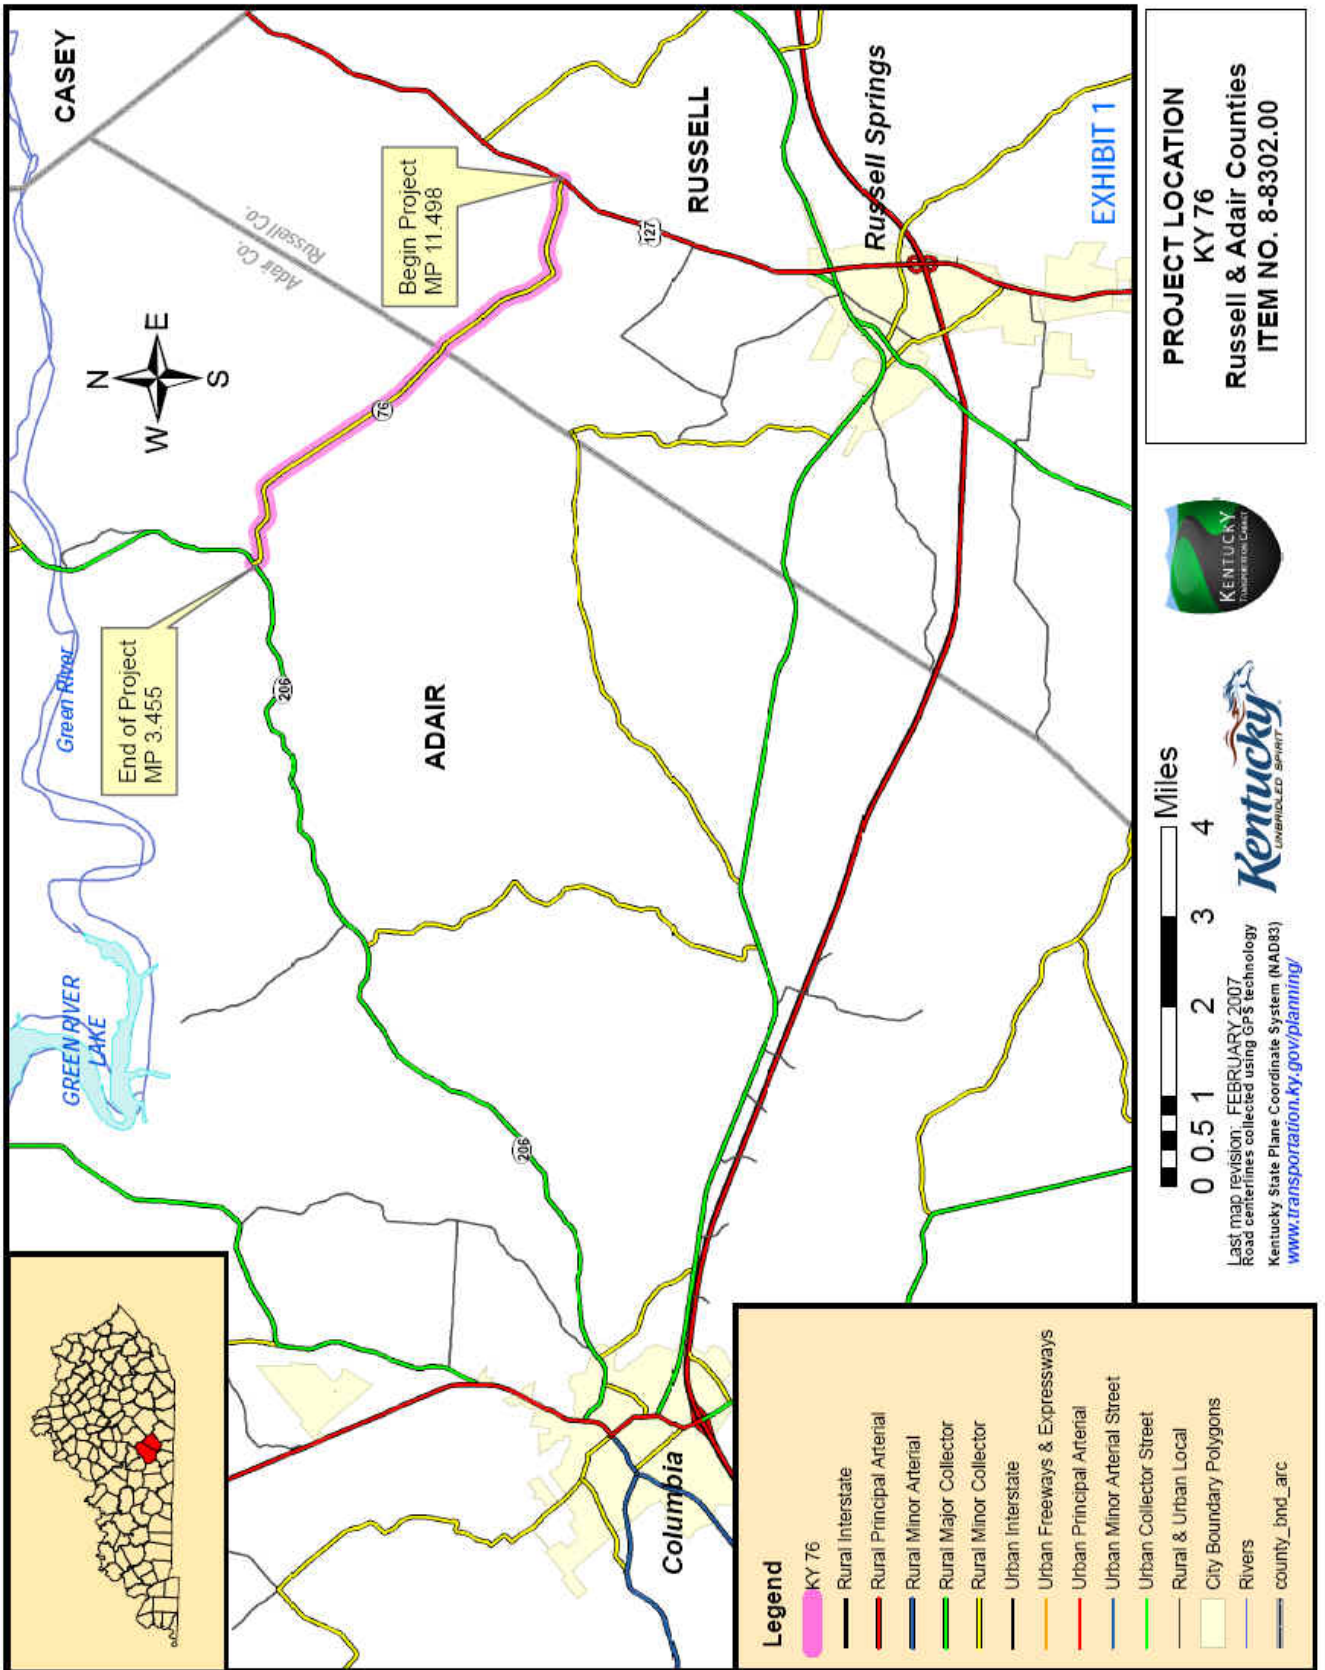 CASEY
N
W
E
S
Adair Co.
Russell Co.
Begin Project
MP 11.498
RUSSELL
127
Russell Springs
EXHIBIT 1
76
End of Project
MP 3.455
Green River
206
ADAIR
GREEN RIVER
LAKE
206
Columbia
Legend
KY 76
Rural Interstate
Rural Principal Arterial
Rural Minor Arterial
Rural Major Collector
Rural Minor Collector
Urban Interstate
Urban Freeways & Expressways
Urban Principal Arterial
Urban Minor Arterial Street
Urban Collector Street
Rural & Urban Local
City Boundary Polygons
Rivers
county_bnd_arc
0 0.5 1 2 3 4
Miles
Last map revision: FEBRUARY 2007
Road centerlines collected using GPS technology
Kentucky State Plane Coordinate System (NAD83)
www.transportation.ky.gov/planning/
Kentucky
UNBRIDLED SPIRIT
KENTUCKY
TRANSPORTATION CABINET
PROJECT LOCATION
KY 76
Russell & Adair Counties
ITEM NO. 8-8302.00